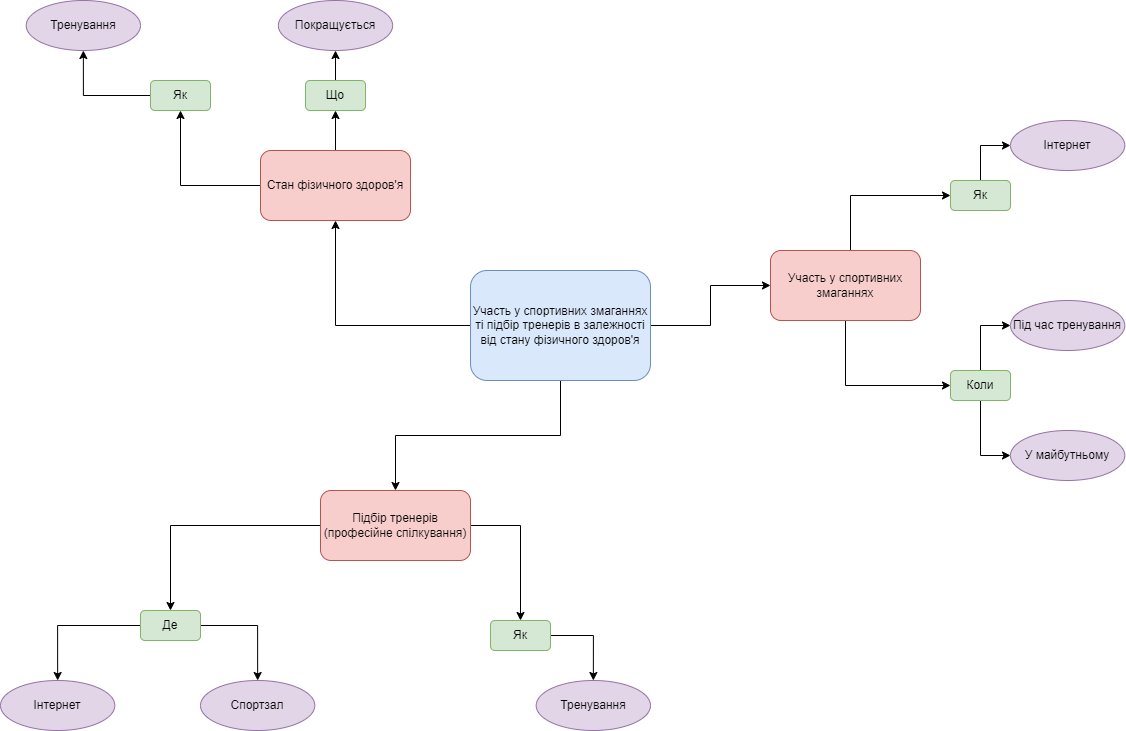 Тренування
Покращується
Як
Що
Стан фізичного здоров'я
Інтернет
Як
Участь у спортивних
змаганнях
Участь у спортивних змаганнях
ті підбір тренерів в залежності
від стану фізичного здоров'я
Під час тренування
Коли
У майбутньому
Підбір тренерів
(професійне спілкування)
Де
Як
Інтернет
Спортзал
Тренування